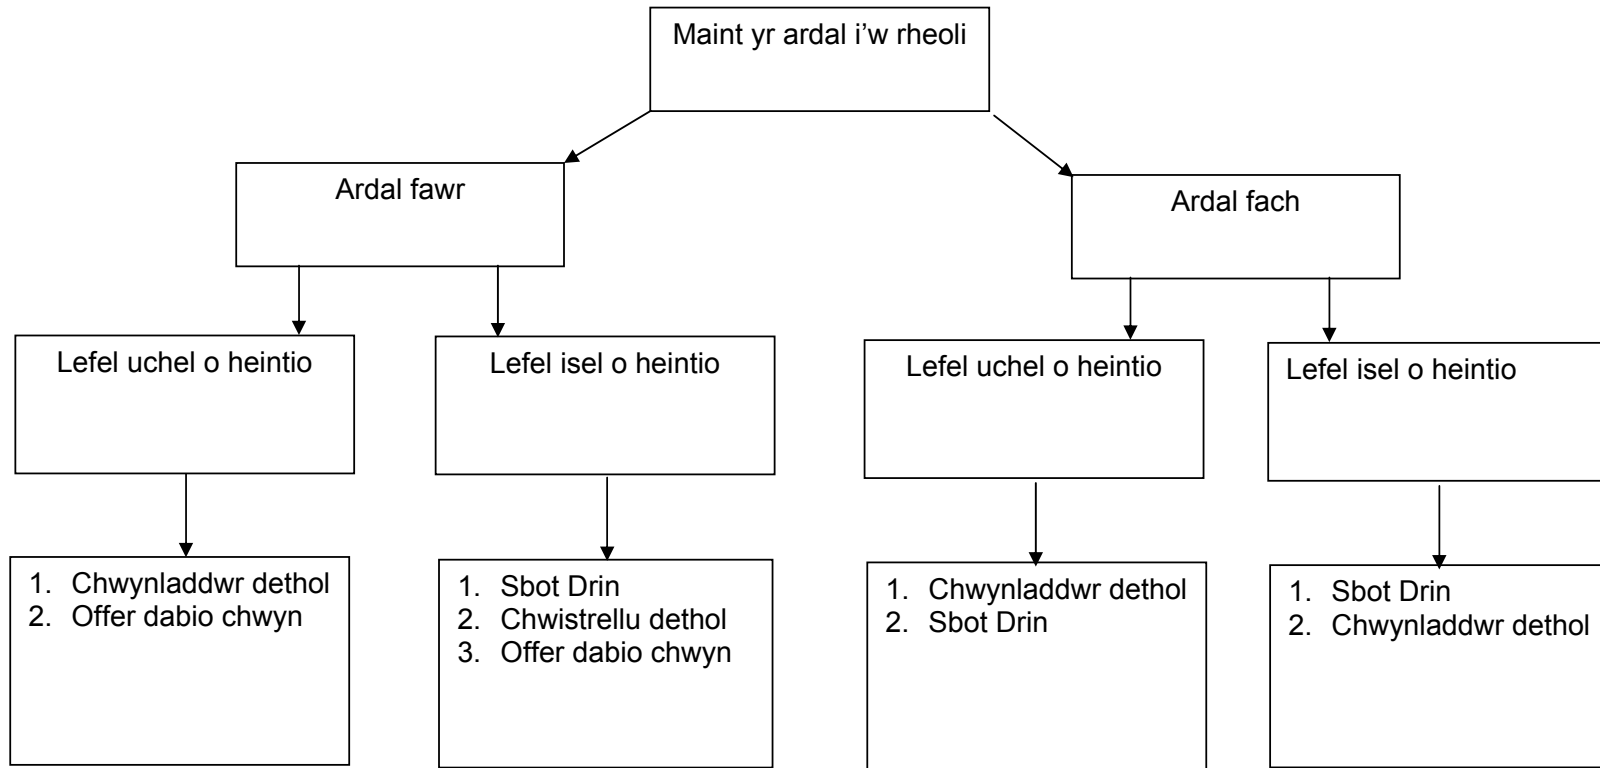 Maint yr ardal i’w rheoli
Ardal fawr
Ardal fach
Lefel uchel o heintio
Lefel isel o heintio
Lefel uchel o heintio
Lefel isel o heintio
1. Chwynladdwr dethol
2. Offer dabio chwyn
1. Sbot Drin
2. Chwistrellu dethol
3. Offer dabio chwyn
1. Chwynladdwr dethol
2. Sbot Drin
1. Sbot Drin
2. Chwynladdwr dethol